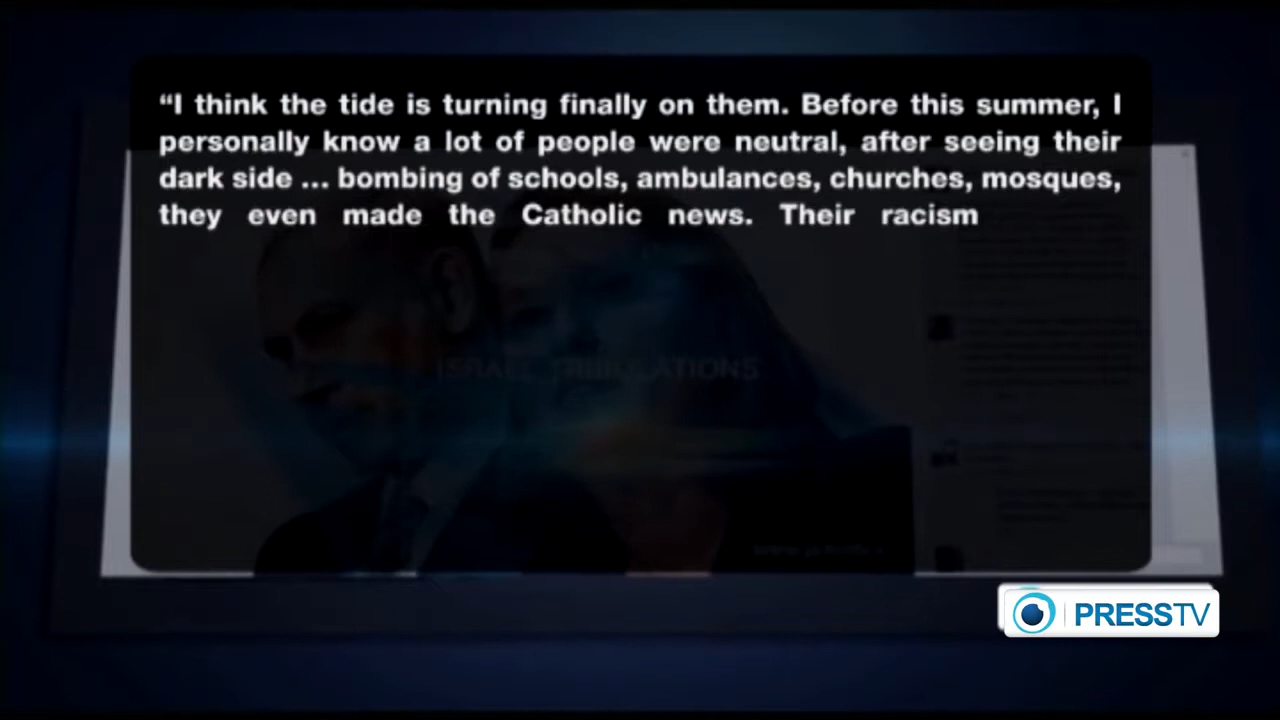 “I think the tide is turning finally on them. Before this summer, I
personally know a lot of people were neutral, after seeing their
dark side ... bombing of schools, ambulances, churches, mosques,
they even made the Catholic news. Their racism
ISRAEL TRIBULATIONS
PRESSTV